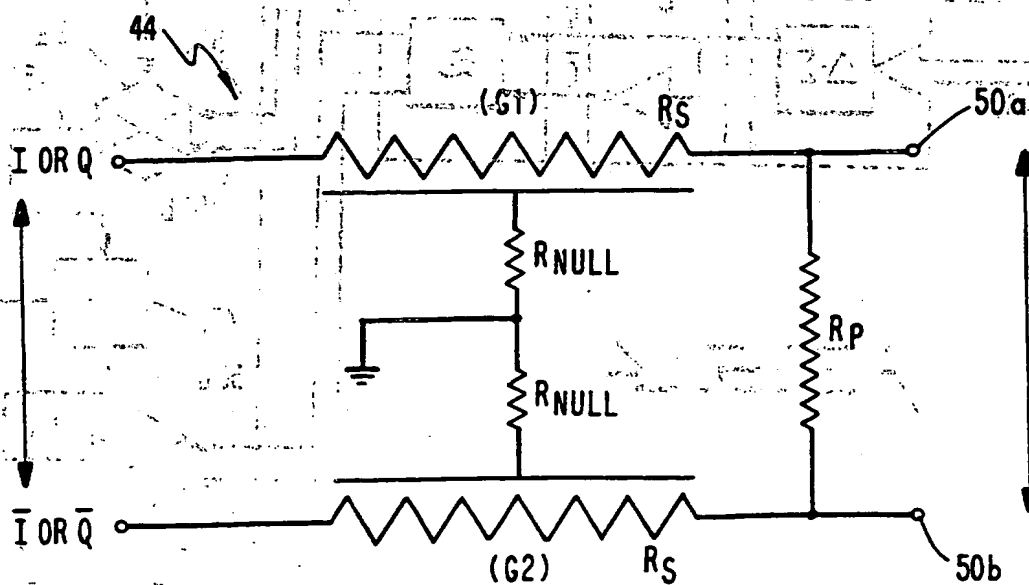 44
(G1)
RS
50a
I OR Q
RNULL
RP
RNULL
Ī OR Q̄
(G2)
RS
50b